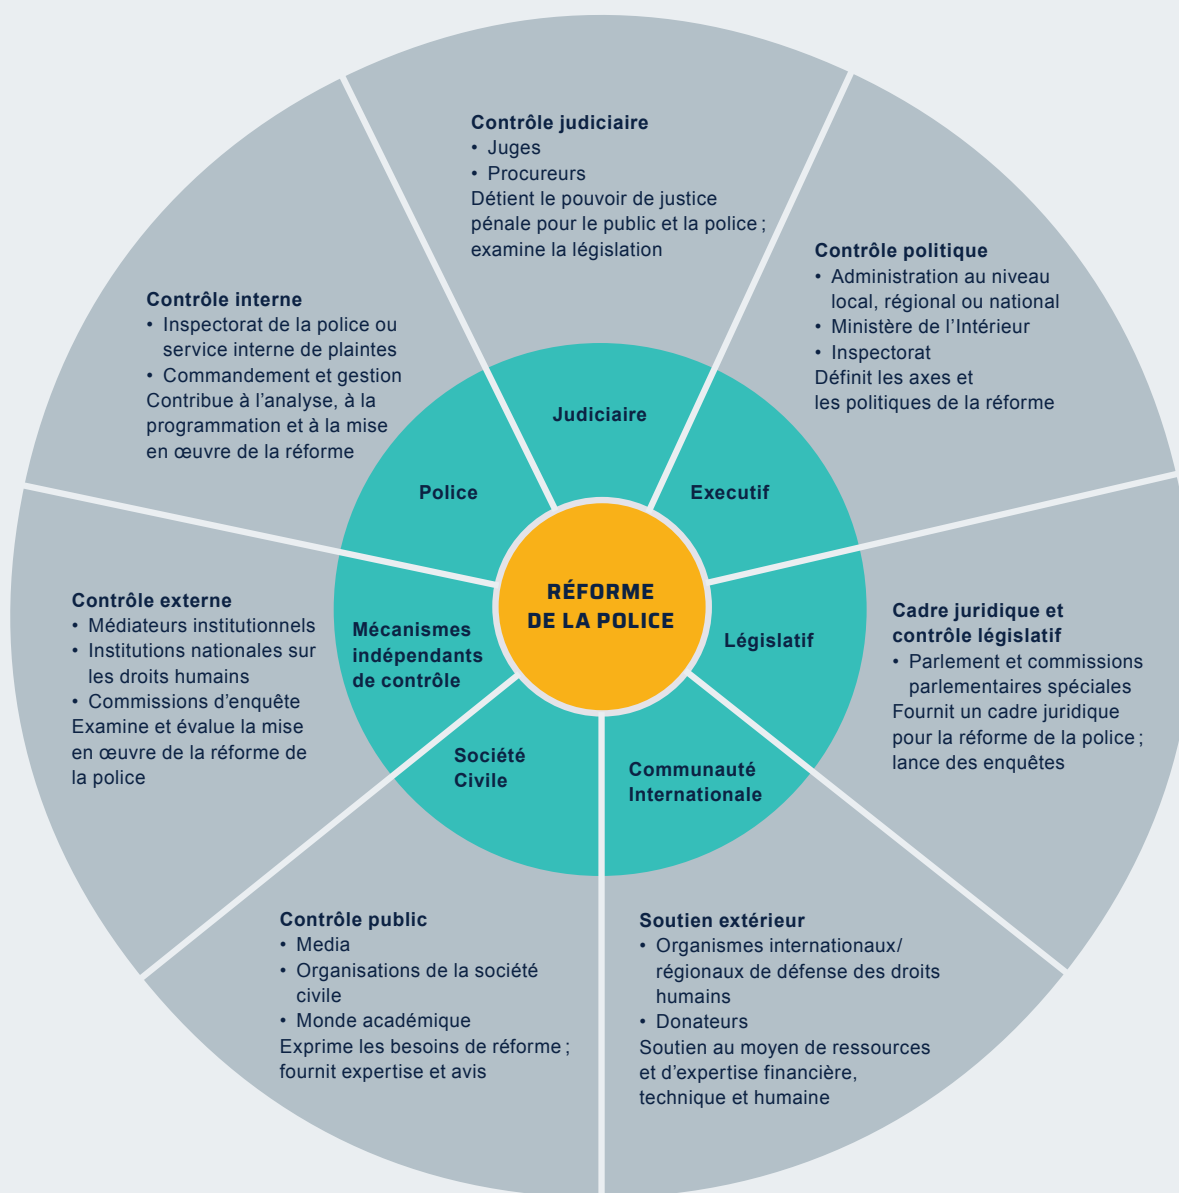 Contrôle judiciaire
• Juges
• Procureurs
Détient le pouvoir de justice
pénale pour le public et la police ;
examine la législation
Contrôle politique
• Administration au niveau
local, régional ou national
• Ministère de l’Intérieur
• Inspectorat
Définit les axes et
les politiques de la réforme
Contrôle interne
• Inspectorat de la police ou
service interne de plaintes
• Commandement et gestion
Contribue à l’analyse, à la
programmation et à la mise
en œuvre de la réforme
Judiciaire
Police
Executif
RÉFORME
DE LA POLICE
Mécanismes
indépendants
de contrôle
Législatif
Société
Civile
Communauté
Internationale
Contrôle externe
• Médiateurs institutionnels
• Institutions nationales sur
les droits humains
• Commissions d’enquête
Examine et évalue la mise
en œuvre de la réforme de
la police
Cadre juridique et
contrôle législatif
• Parlement et commissions
parlementaires spéciales
Fournit un cadre juridique
pour la réforme de la police ;
lance des enquêtes
Contrôle public
• Media
• Organisations de la société
civile
• Monde académique
Exprime les besoins de réforme ;
fournit expertise et avis
Soutien extérieur
• Organismes internationaux/
régionaux de défense des droits
humains
• Donateurs
Soutien au moyen de ressources
et d’expertise financière,
technique et humaine